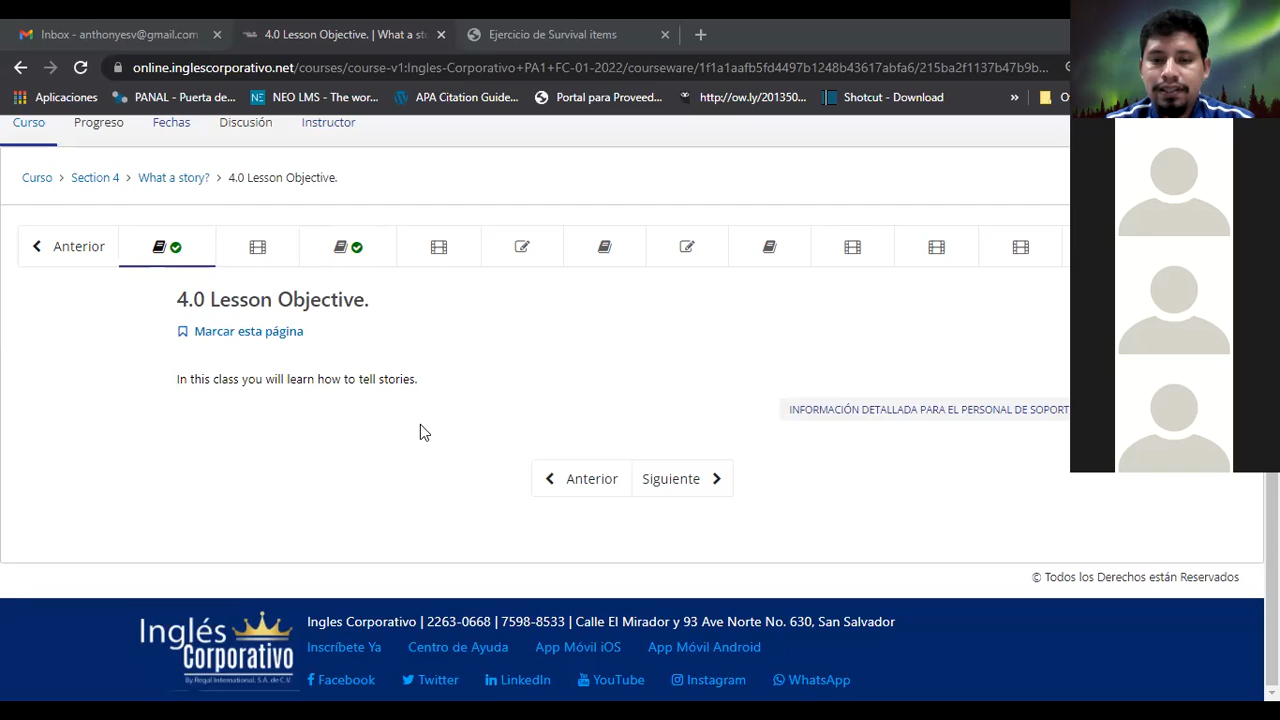 Inbox - anthonyesv@gmail.com
4.0 Lesson Objective. | What a sto
Ejercicio de Survival items
online.inglescorporativo.net/courses/course-v1:Ingles-Corporativo+PA1+FC-01-2022/courseware/1f1a1aafb5fd4497b1248b43617abfa6/215ba2f1137b47b9b...
Aplicaciones
PANAL - Puerta de...
NEO LMS - The wor...
APA Citation Guide...
Portal para Proveed...
http://ow.ly/201350...
Shotcut - Download
»
Curso
Progreso
Fechas
Discusión
Instructor
Curso > Section 4 > What a story? > 4.0 Lesson Objective.
Anterior
4.0 Lesson Objective.
Marcar esta página
In this class you will learn how to tell stories.
INFORMACIÓN DETALLADA PARA EL PERSONAL DE SOPORT
Anterior
Siguiente
© Todos los Derechos están Reservados
Inglés
Corporativo
By Regal International, S.A. de C.V.
Ingles Corporativo | 2263-0668 | 7598-8533 | Calle El Mirador y 93 Ave Norte No. 630, San Salvador
Inscríbete Ya
Centro de Ayuda
App Móvil iOS
App Móvil Android
Facebook
Twitter
LinkedIn
YouTube
Instagram
WhatsApp